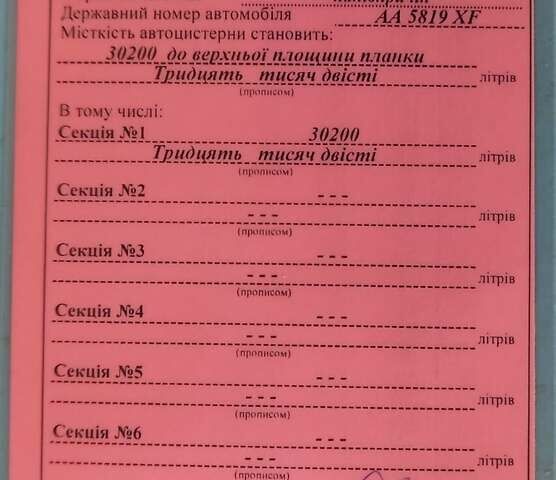 Державний номер автомобіля АА 5819 XF
Місткість автоцистерни становить:
30200 до верхньої площини планки
Тридцять тисяч двісті літрів
(прописом)
В тому числі:
Секція №1 30200
Тридцять тисяч двісті літрів
(прописом)
Секція №2 - - -
- - - літрів
(прописом)
Секція №3 - - -
- - - літрів
(прописом)
Секція №4 - - -
- - - літрів
(прописом)
Секція №5 - - -
- - - літрів
(прописом)
Секція №6 - - -
- - - літрів
(прописом)